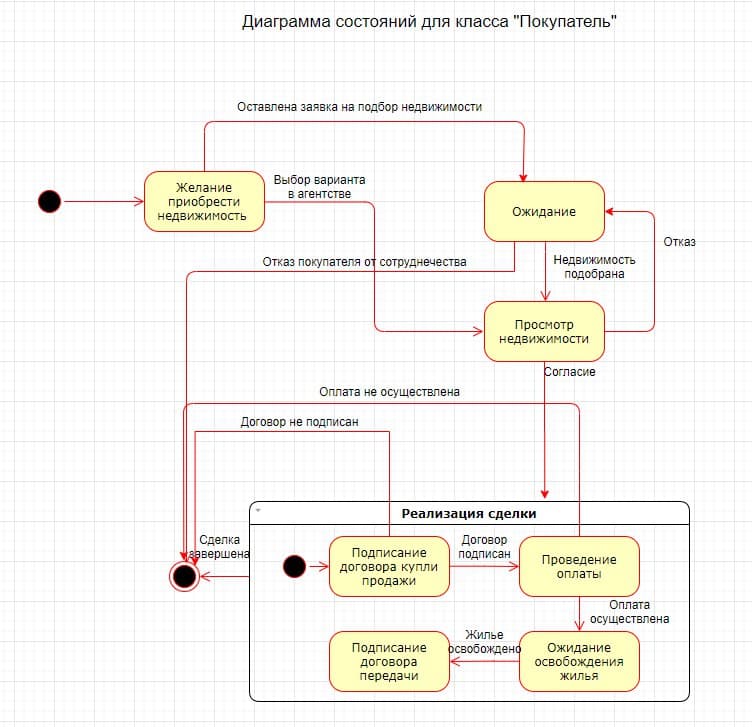 Диаграмма состояний для класса "Покупатель"
Оставлена заявка на подбор недвижимости
Желание
приобрести
недвижимость
Выбор варианта
в агентстве
Ожидание
Отказ
Отказ покупателя от сотруднечества
Недвижимость
подобрана
Просмотр
недвижимости
Согласие
Оплата не осуществлена
Договор не подписан
Реализация сделки
Сделка
завершена
Подписание
договора купли
продажи
Договор
подписан
Проведение
оплаты
Оплата
осуществлена
Жилье
освобождено
Подписание
договора
передачи
Ожидание
освобождения
жилья